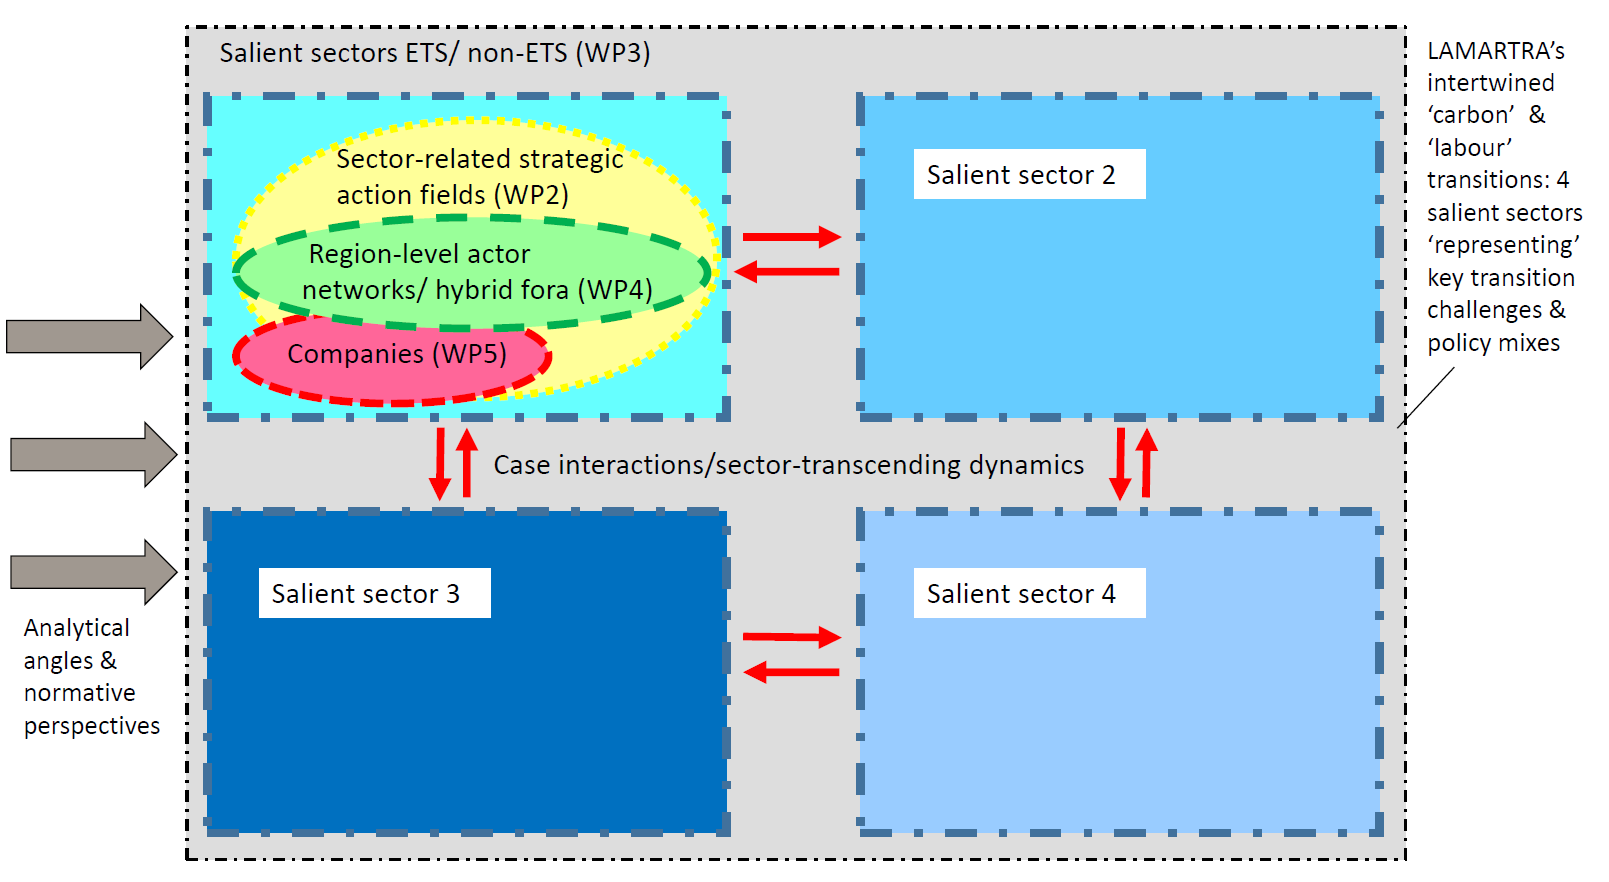 Salient sectors ETS/ non-ETS (WP3)
Sector-related strategic
action fields (WP2)
Region-level actor
networks/ hybrid fora (WP4)
Companies (WP5)
Salient sector 2
Case interactions/sector-transcending dynamics
Salient sector 3
Salient sector 4
Analytical
angles &
normative
perspectives
LAMARTRA’s
intertwined
‘carbon’ &
‘labour’
transitions: 4
salient sectors
‘representing’
key transition
challenges &
policy mixes